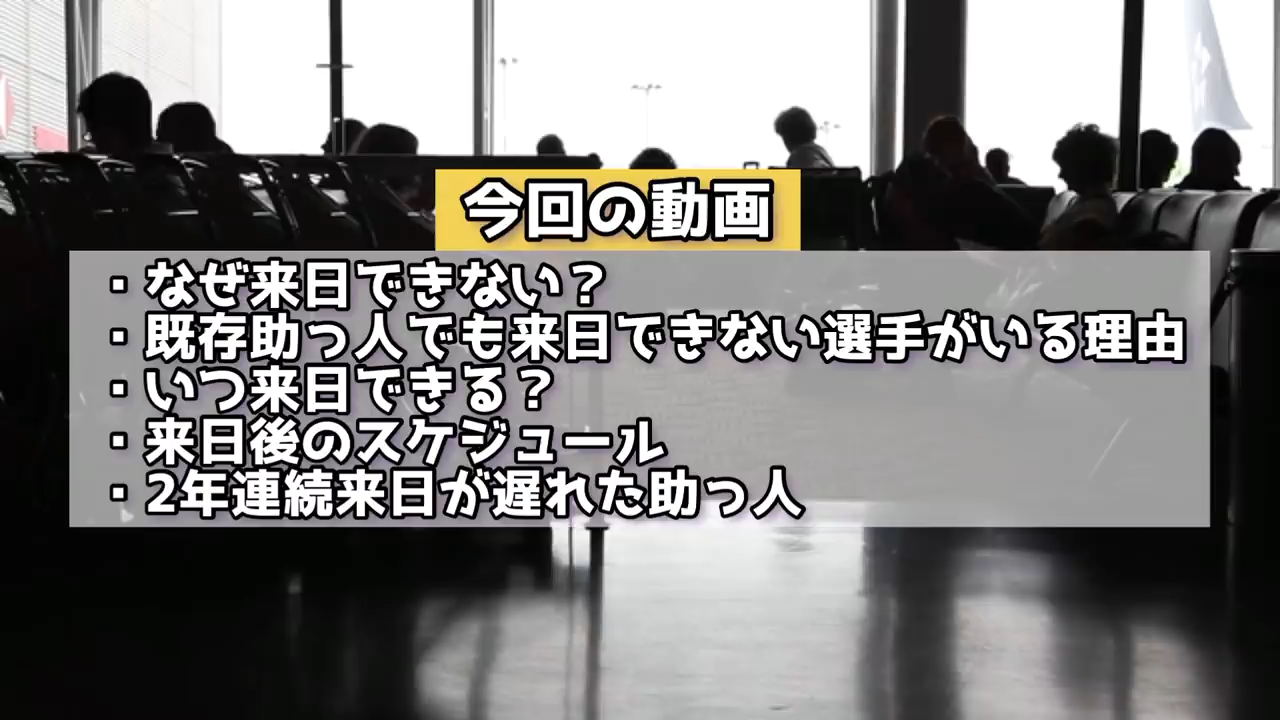 今回の動画
・なぜ来日できない？
・既存助っ人でも来日できない選手がいる理由
・いつ来日できる？
・来日後のスケジュール
・2年連続来日が遅れた助っ人